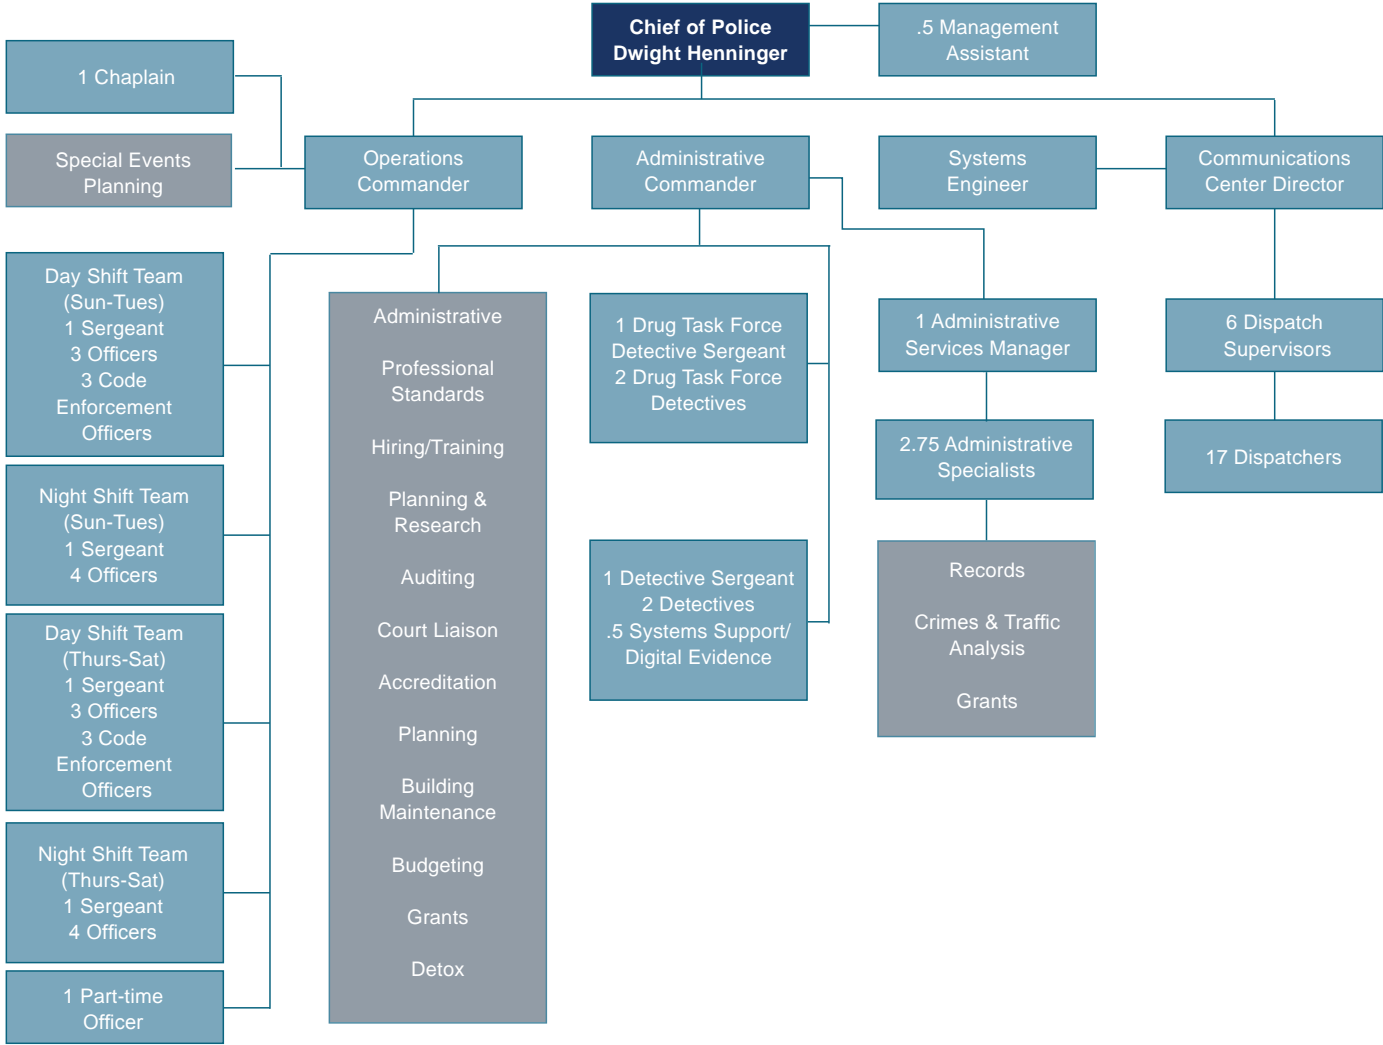 Chief of Police
Dwight Henninger
.5 Management
Assistant
1 Chaplain
Special Events
Planning
Operations
Commander
Administrative
Commander
Systems
Engineer
Communications
Center Director
Day Shift Team
(Sun-Tues)
1 Sergeant
3 Officers
3 Code
Enforcement
Officers
Night Shift Team
(Sun-Tues)
1 Sergeant
4 Officers
Day Shift Team
(Thurs-Sat)
1 Sergeant
3 Officers
3 Code
Enforcement
Officers
Night Shift Team
(Thurs-Sat)
1 Sergeant
4 Officers
1 Part-time
Officer
Administrative
Professional
Standards
Hiring/Training
Planning &
Research
Auditing
Court Liaison
Accreditation
Planning
Building
Maintenance
Budgeting
Grants
Detox
1 Drug Task Force
Detective Sergeant
2 Drug Task Force
Detectives
1 Detective Sergeant
2 Detectives
.5 Systems Support/
Digital Evidence
1 Administrative
Services Manager
2.75 Administrative
Specialists
Records
Crimes & Traffic
Analysis
Grants
6 Dispatch
Supervisors
17 Dispatchers